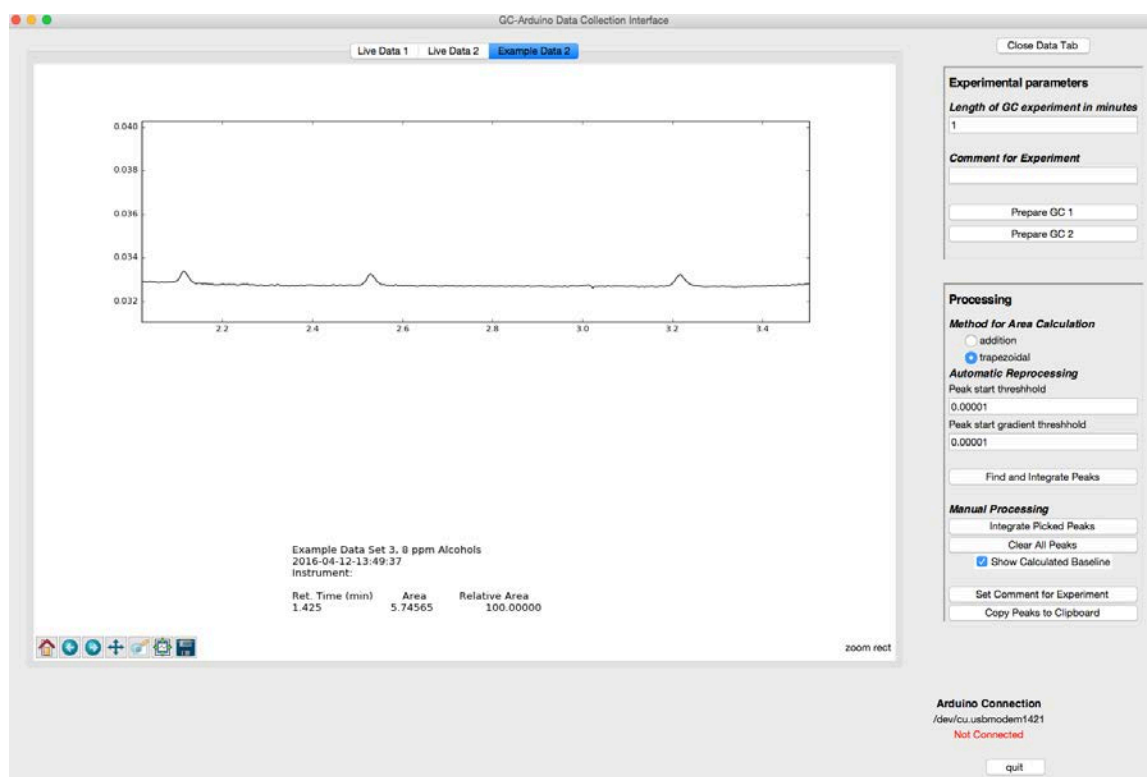 GC-Arduino Data Collection Interface
Live Data 1 Live Data 2 Example Data 2
Close Data Tab
0.040
0.038
0.036
0.034
0.032
2.2 2.4 2.6 2.8 3.0 3.2 3.4
Example Data Set 3, 8 ppm Alcohols
2016-04-12-13:49:37
Instrument:
Ret. Time (min) Area Relative Area
1.425 5.74565 100.00000
zoom rect
Experimental parameters
Length of GC experiment in minutes
1
Comment for Experiment
Prepare GC 1
Prepare GC 2
Processing
Method for Area Calculation
addition
trapezoidal
Automatic Reprocessing
Peak start threshhold
0.00001
Peak start gradient threshhold
0.00001
Find and Integrate Peaks
Manual Processing
Integrate Picked Peaks
Clear All Peaks
Show Calculated Baseline
Set Comment for Experiment
Copy Peaks to Clipboard
Arduino Connection
/dev/cu.usbmodem1421
Not Connected
quit